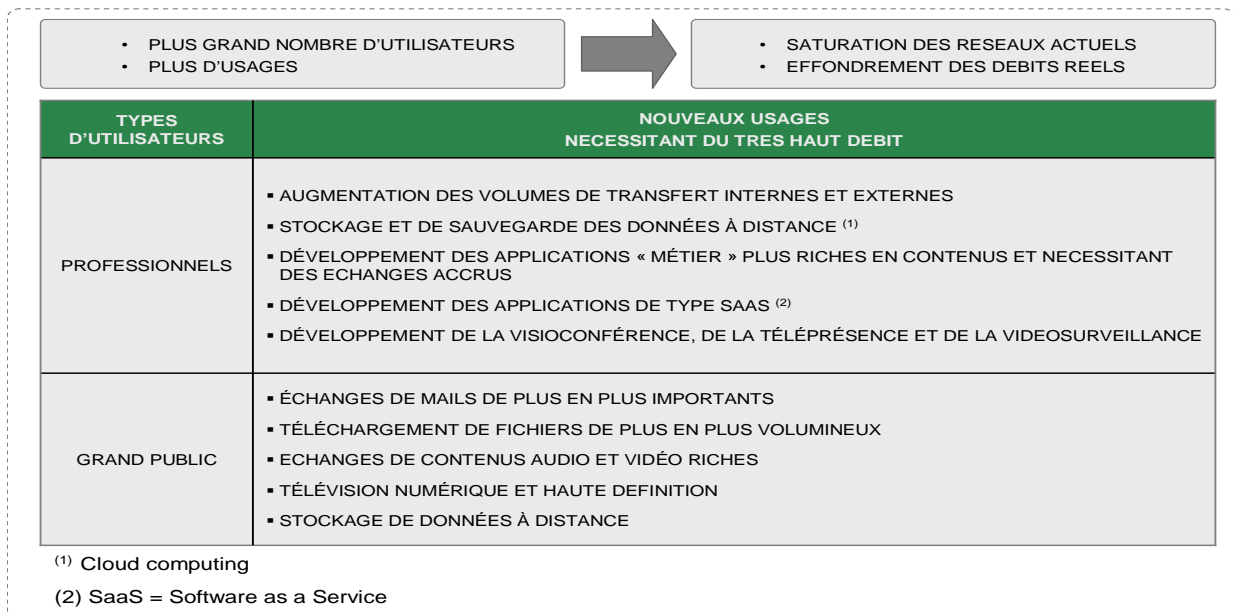 • PLUS GRAND NOMBRE D’UTILISATEURS
• PLUS D’USAGES
• SATURATION DES RESEAUX ACTUELS
• EFFONDREMENT DES DEBITS REELS
TYPES
D’UTILISATEURS
NOUVEAUX USAGES
NECESSITANT DU TRES HAUT DEBIT
PROFESSIONNELS
▪ AUGMENTATION DES VOLUMES DE TRANSFERT INTERNES ET EXTERNES
▪ STOCKAGE ET DE SAUVEGARDE DES DONNÉES À DISTANCE (1)
▪ DÉVELOPPEMENT DES APPLICATIONS « MÉTIER » PLUS RICHES EN CONTENUS ET NECESSITANT
DES ECHANGES ACCRUS
▪ DÉVELOPPEMENT DES APPLICATIONS DE TYPE SAAS (2)
▪ DÉVELOPPEMENT DE LA VISIOCONFÉRENCE, DE LA TÉLÉPRÉSENCE ET DE LA VIDEOSURVEILLANCE
GRAND PUBLIC
▪ ÉCHANGES DE MAILS DE PLUS EN PLUS IMPORTANTS
▪ TÉLÉCHARGEMENT DE FICHIERS DE PLUS EN PLUS VOLUMINEUX
▪ ECHANGES DE CONTENUS AUDIO ET VIDÉO RICHES
▪ TÉLÉVISION NUMÉRIQUE ET HAUTE DEFINITION
▪ STOCKAGE DE DONNÉES À DISTANCE
(1) Cloud computing
(2) SaaS = Software as a Service